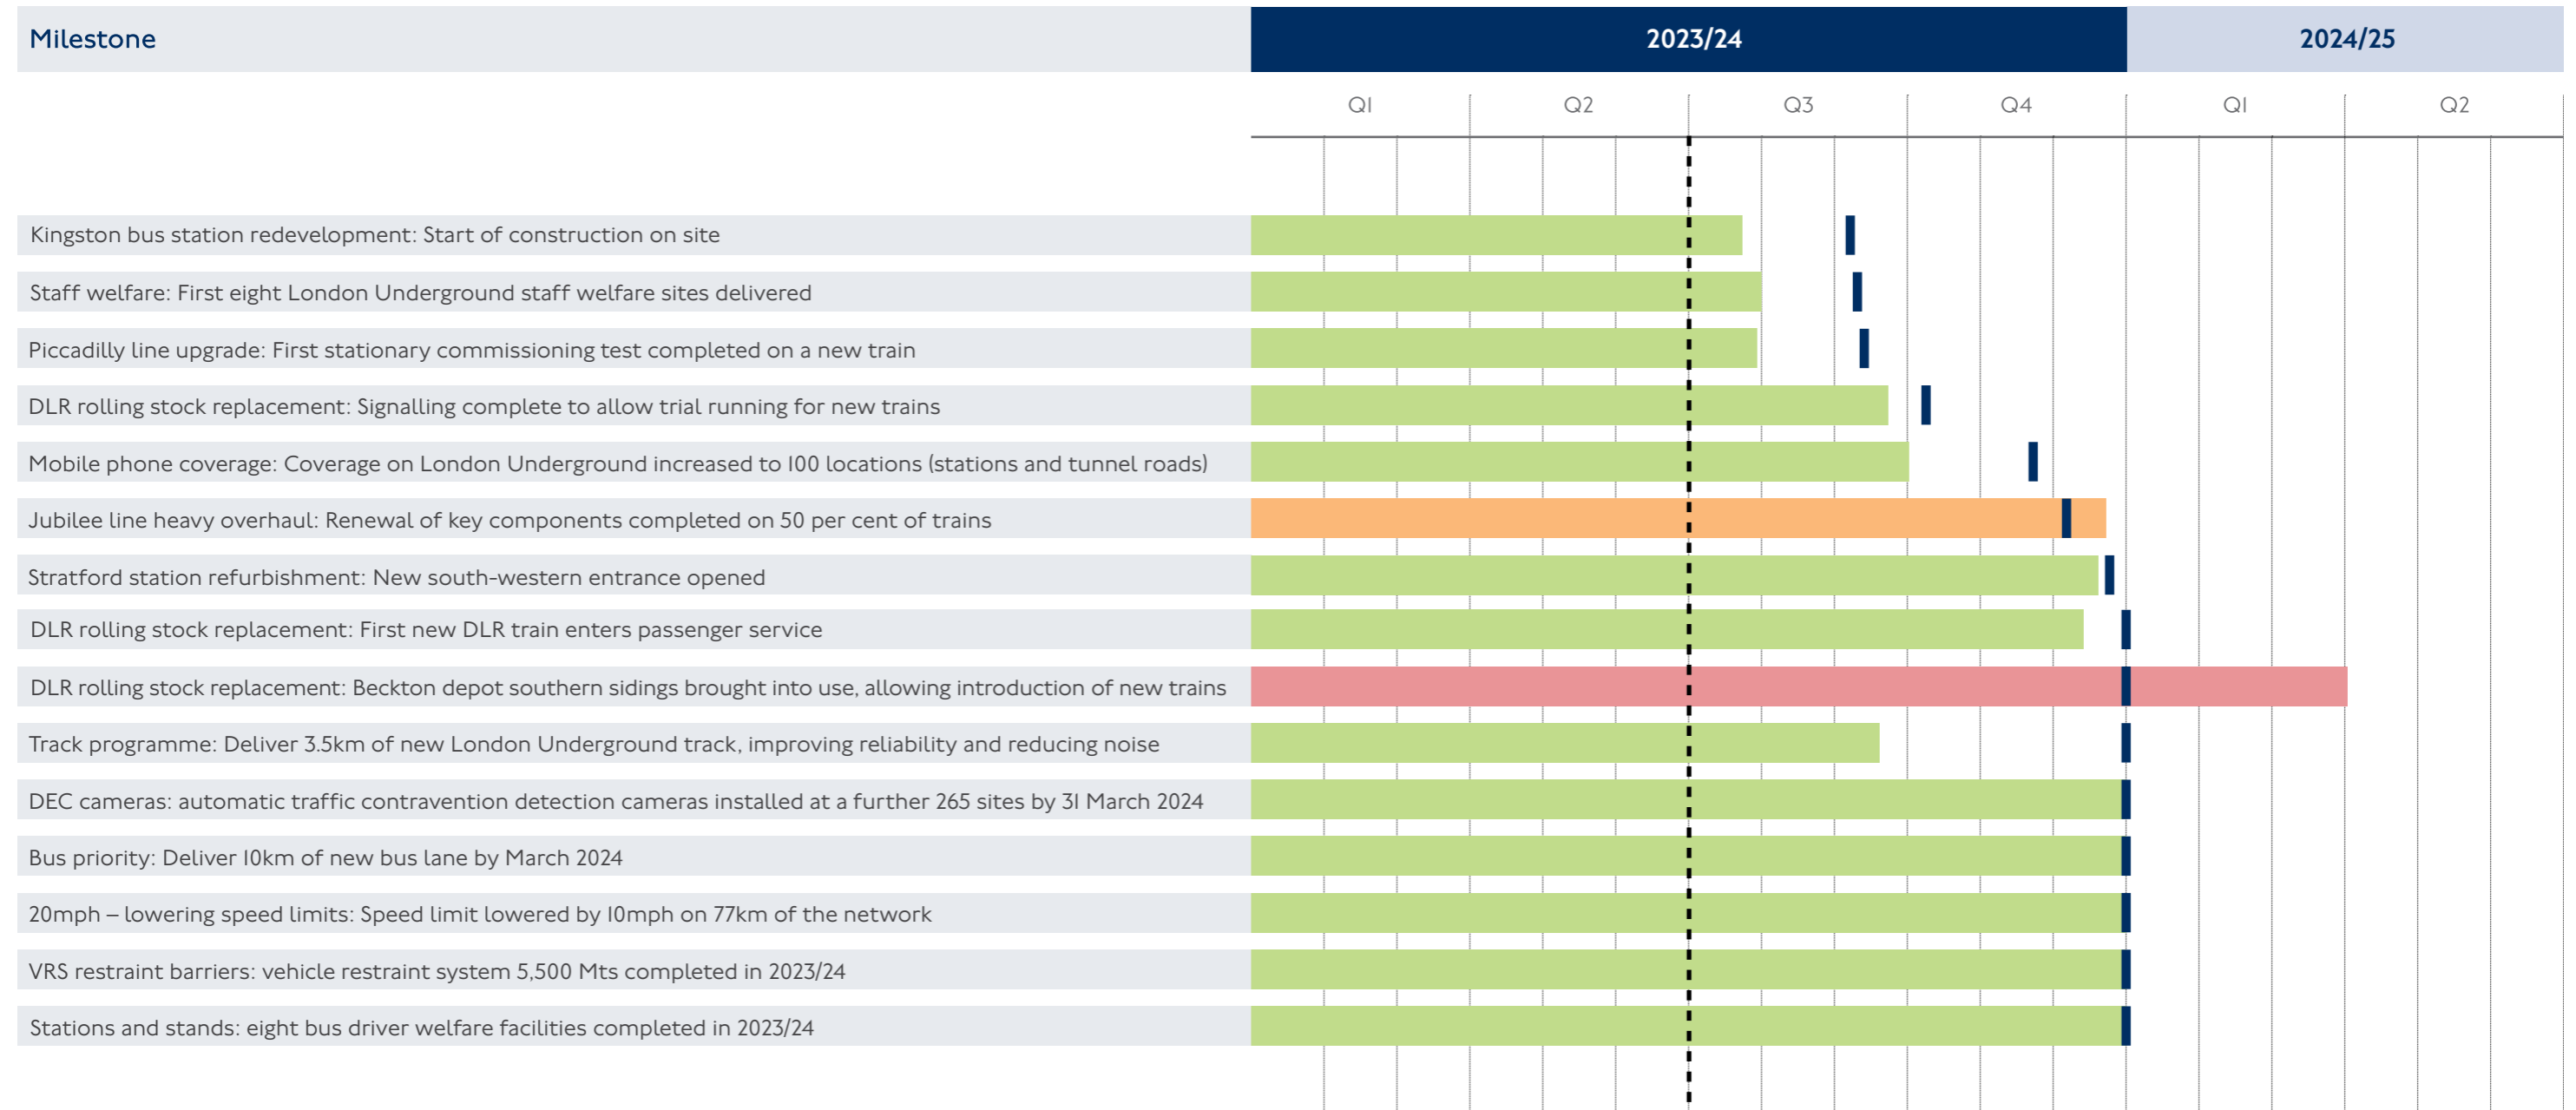 Milestone 2023/24 2024/25
Q1 Q2 Q3 Q4 Q1 Q2
Kingston bus station redevelopment: Start of construction on site
Staff welfare: First eight London Underground staff welfare sites delivered
Piccadilly line upgrade: First stationary commissioning test completed on a new train
DLR rolling stock replacement: Signalling complete to allow trial running for new trains
Mobile phone coverage: Coverage on London Underground increased to 100 locations (stations and tunnel roads)
Jubilee line heavy overhaul: Renewal of key components completed on 50 per cent of trains
Stratford station refurbishment: New south-western entrance opened
DLR rolling stock replacement: First new DLR train enters passenger service
DLR rolling stock replacement: Beckton depot southern sidings brought into use, allowing introduction of new trains
Track programme: Deliver 3.5km of new London Underground track, improving reliability and reducing noise
DEC cameras: automatic traffic contravention detection cameras installed at a further 265 sites by 31 March 2024
Bus priority: Deliver 10km of new bus lane by March 2024
20mph – lowering speed limits: Speed limit lowered by 10mph on 77km of the network
VRS restraint barriers: vehicle restraint system 5,500 Mts completed in 2023/24
Stations and stands: eight bus driver welfare facilities completed in 2023/24